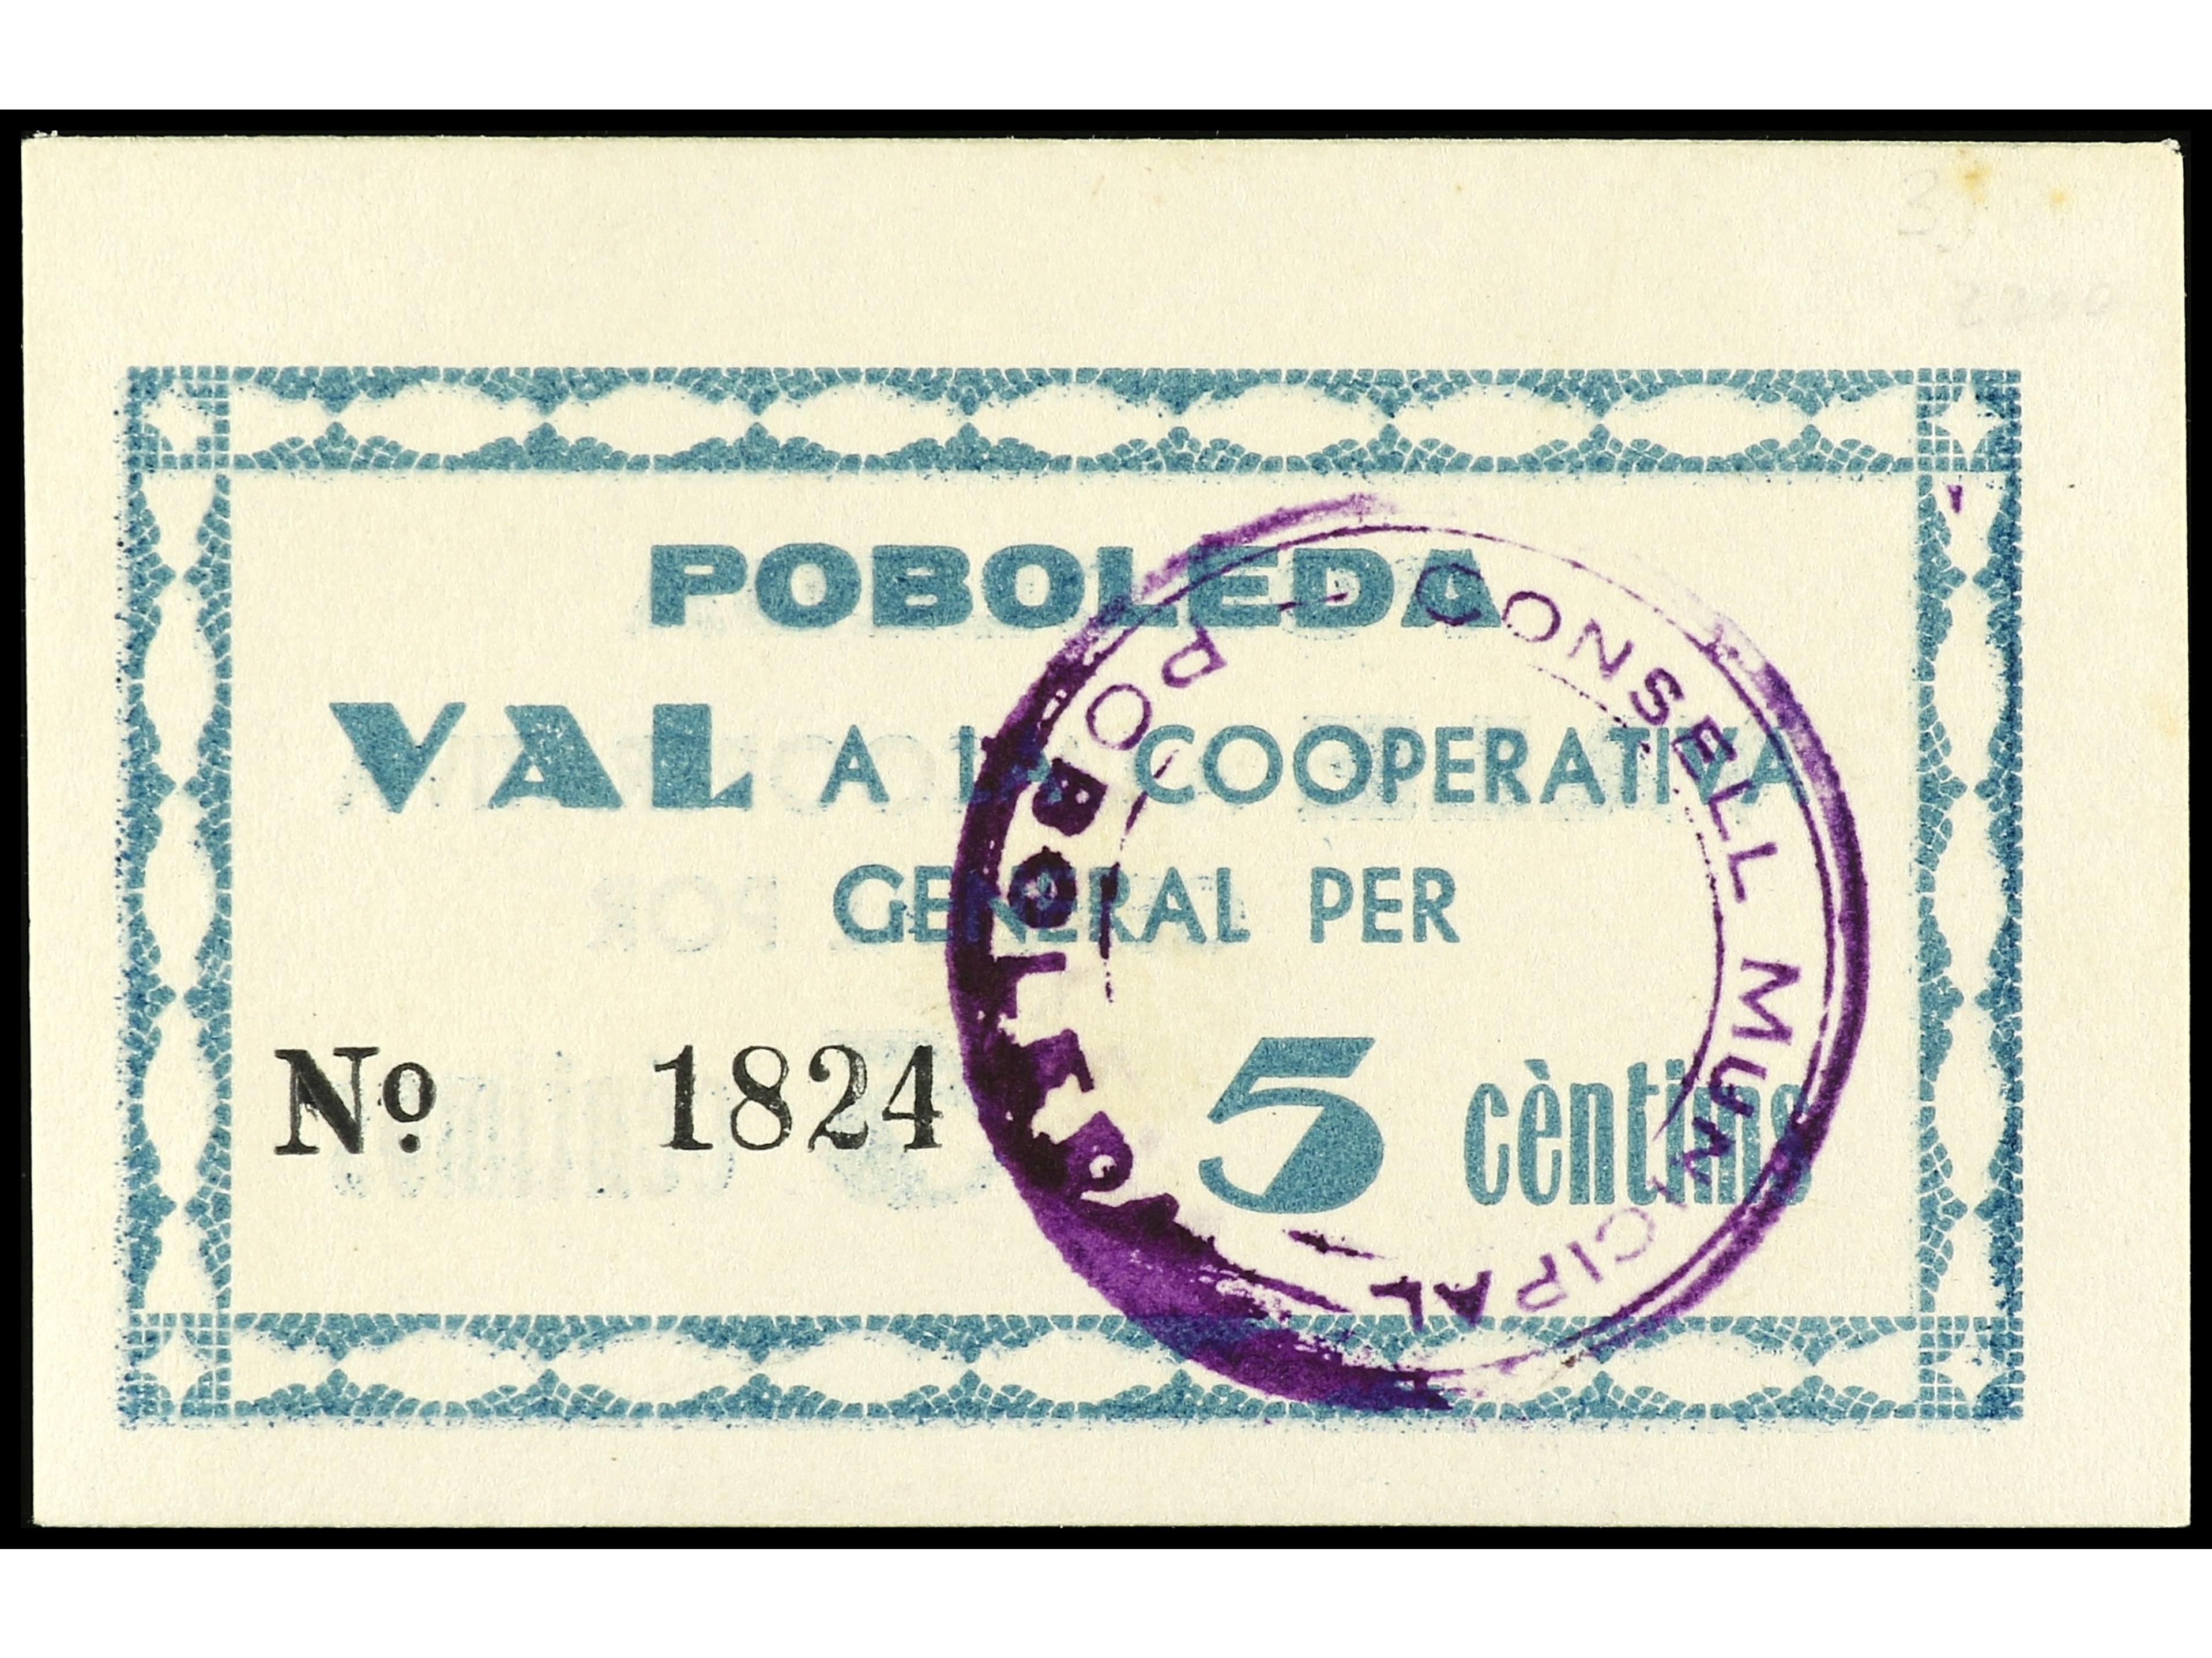 POBOLEDA
VAL A LA COOPERATIVA
GENERAL PER
Nº 1824 5 cèntims
CONSELL MUNICIPAL
POBOLEDA